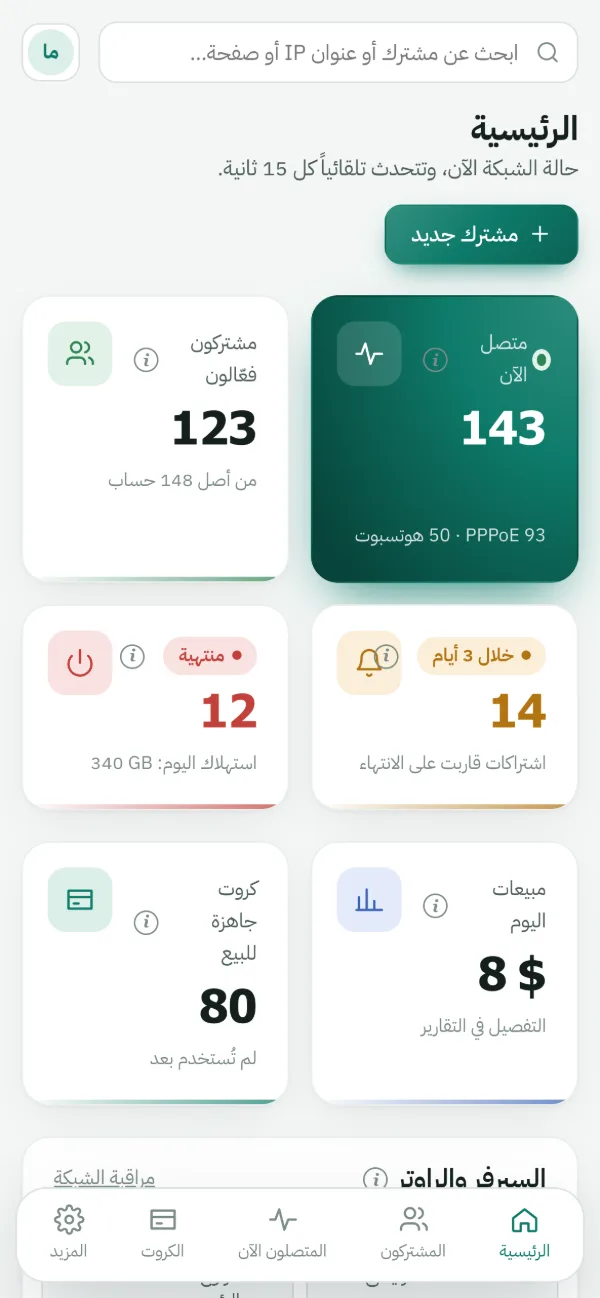 ابحث عن مشترك أو عنوان IP أو صفحة...
ما
الرئيسية
حالة الشبكة الآن، وتتحدث تلقائياً كل 15 ثانية.
+ مشترك جديد
متصل
الآن
143
93 PPPoE · 50 هوتسبوت
مشتركون
فعّالون
123
من أصل 148 حساب
خلال 3 أيام
14
اشتراكات قاربت على الانتهاء
منتهية
12
استهلاك اليوم: 340 GB
مبيعات
اليوم
8 $
التفصيل في التقارير
كروت
جاهزة
للبيع
80
لم تُستخدم بعد
السيرفر والراوتر
مراقبة الشبكة
الرئيسية
المشتركون
المتصلون الآن
الكروت
المزيد